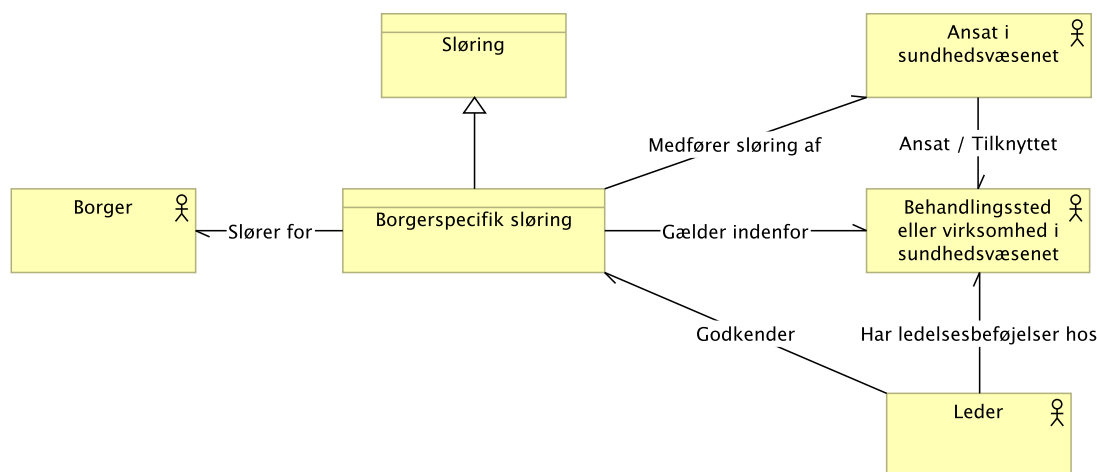 Sløring
Ansat i
sundhedsvæsenet
Medfører sløring af
Ansat / Tilknyttet
Borger
Slører for
Borgerspecifik sløring
Gælder indenfor
Behandlingssted
eller virksomhed i
sundhedsvæsenet
Godkender
Har ledelsesbeføjelser hos
Leder